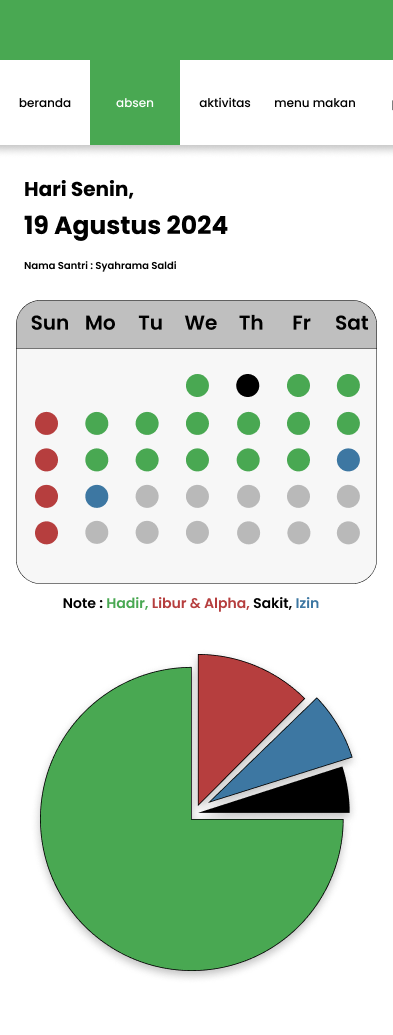 beranda absen aktivitas menu makan
Hari Senin,
19 Agustus 2024
Nama Santri : Syahrama Saldi
Sun Mo Tu We Th Fr Sat
Note : Hadir, Libur & Alpha, Sakit, Izin